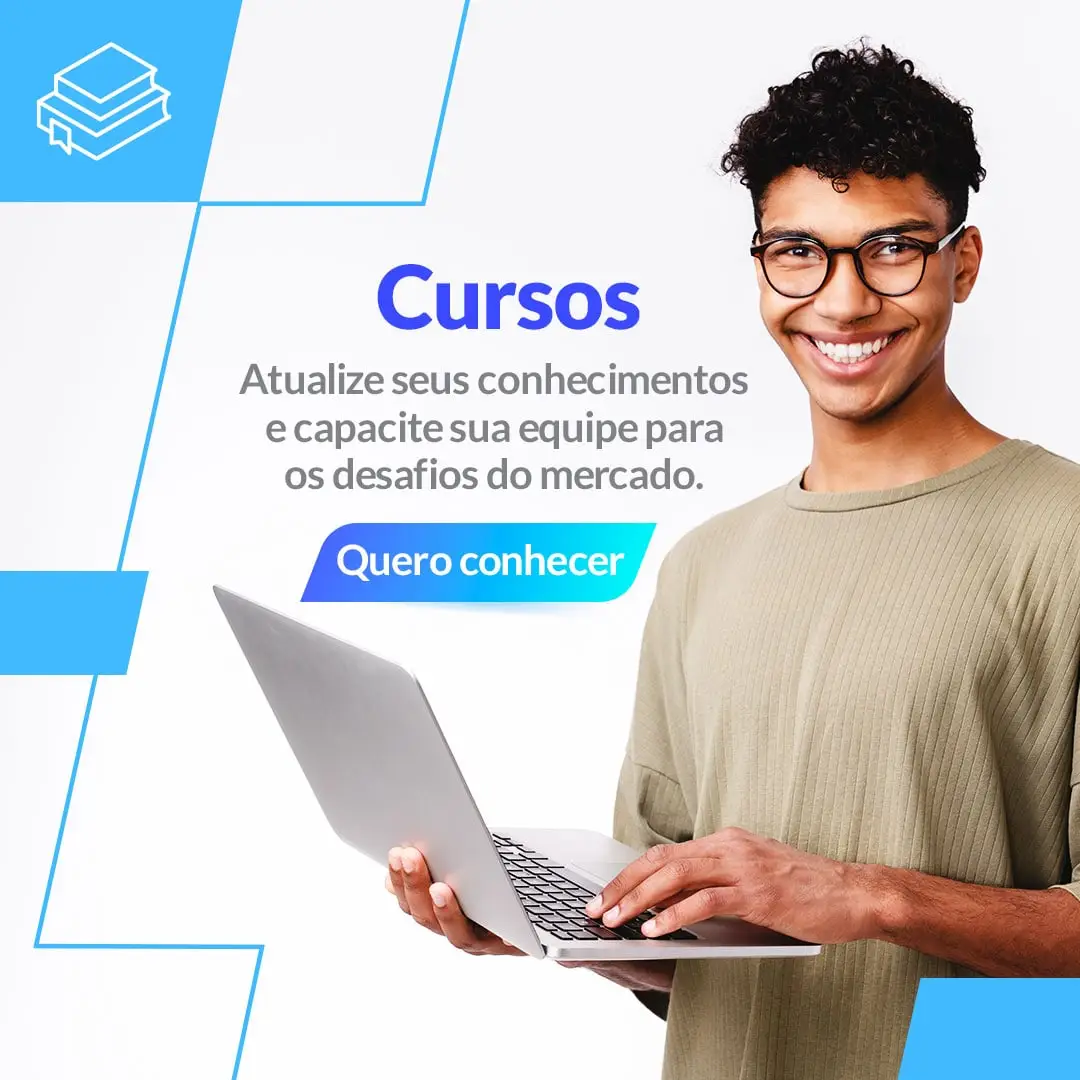 Cursos
Atualize seus conhecimentos
e capacite sua equipe para
os desafios do mercado.
Quero conhecer